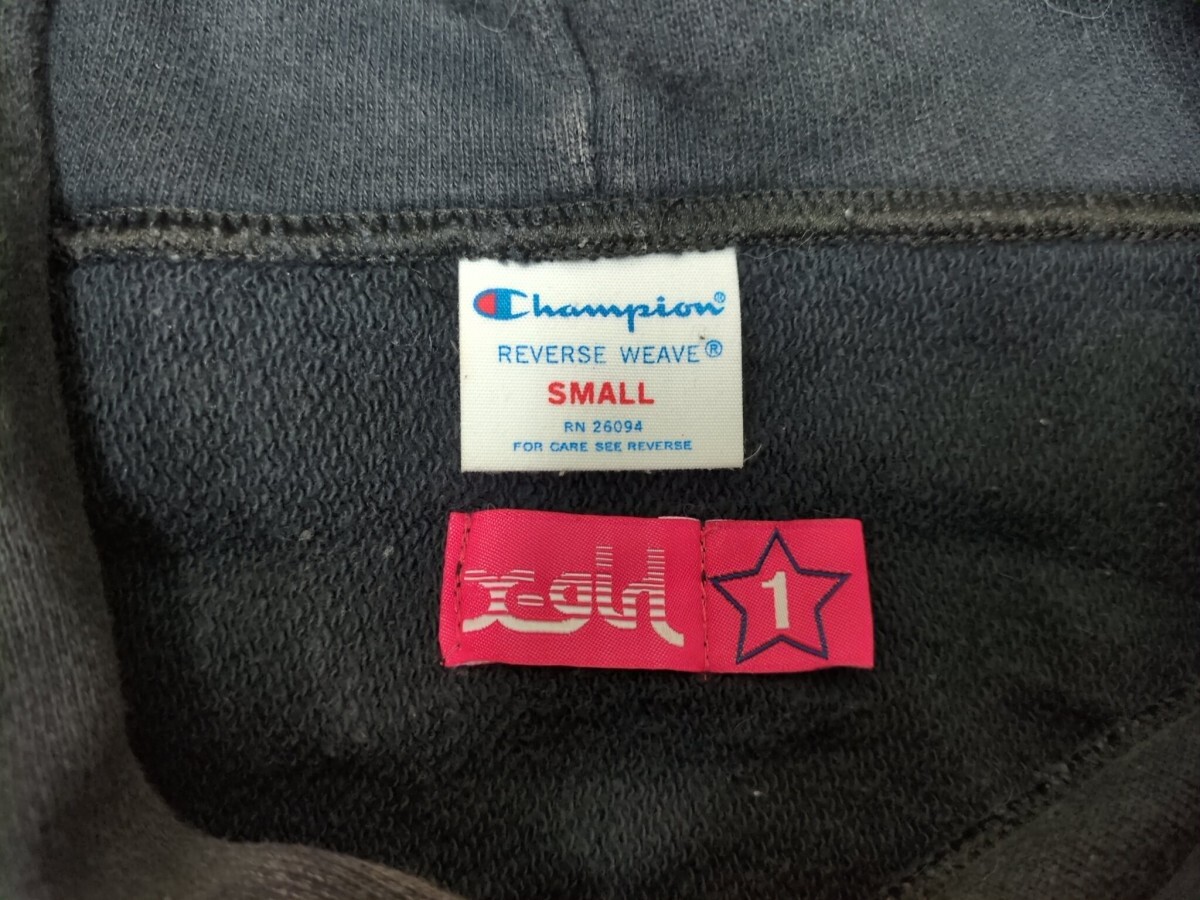 Champion®
REVERSE WEAVE®
SMALL
RN 26094
FOR CARE SEE REVERSE
X-girl 1